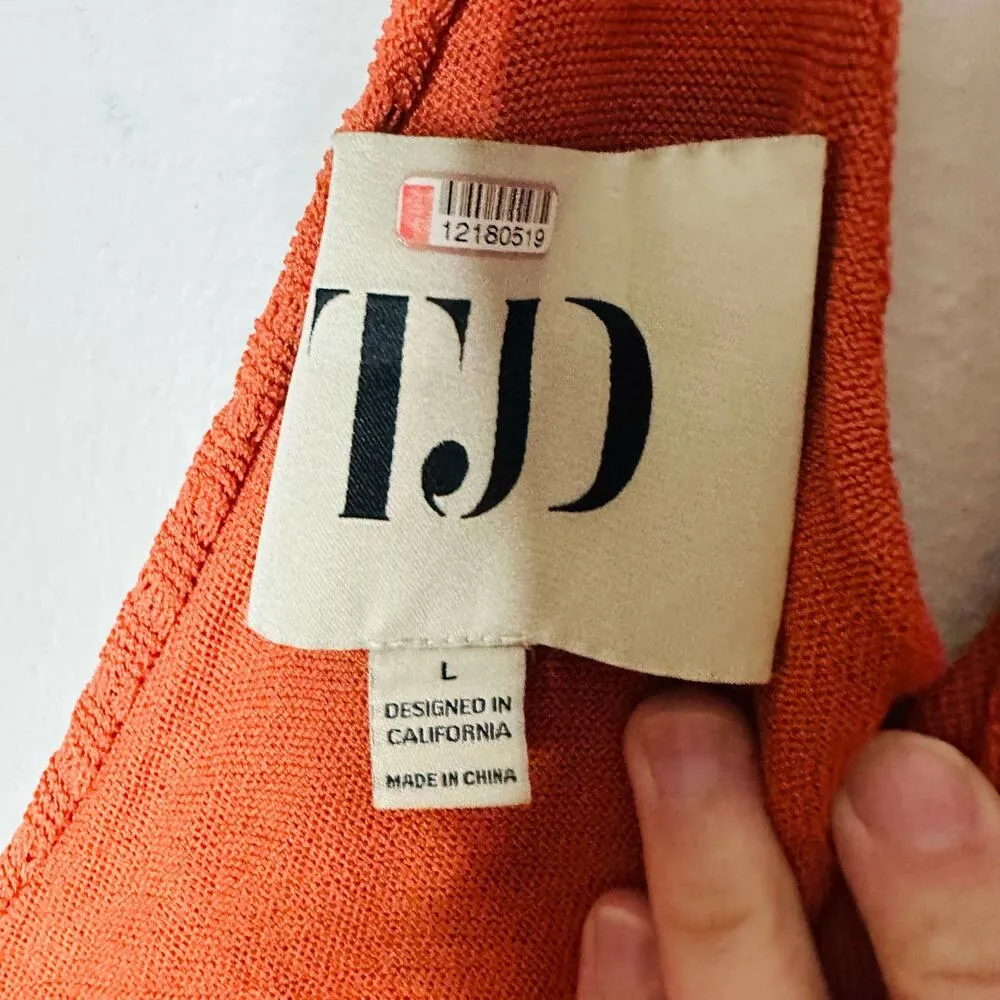 12180519
TJD
L
DESIGNED IN
CALIFORNIA
MADE IN CHINA